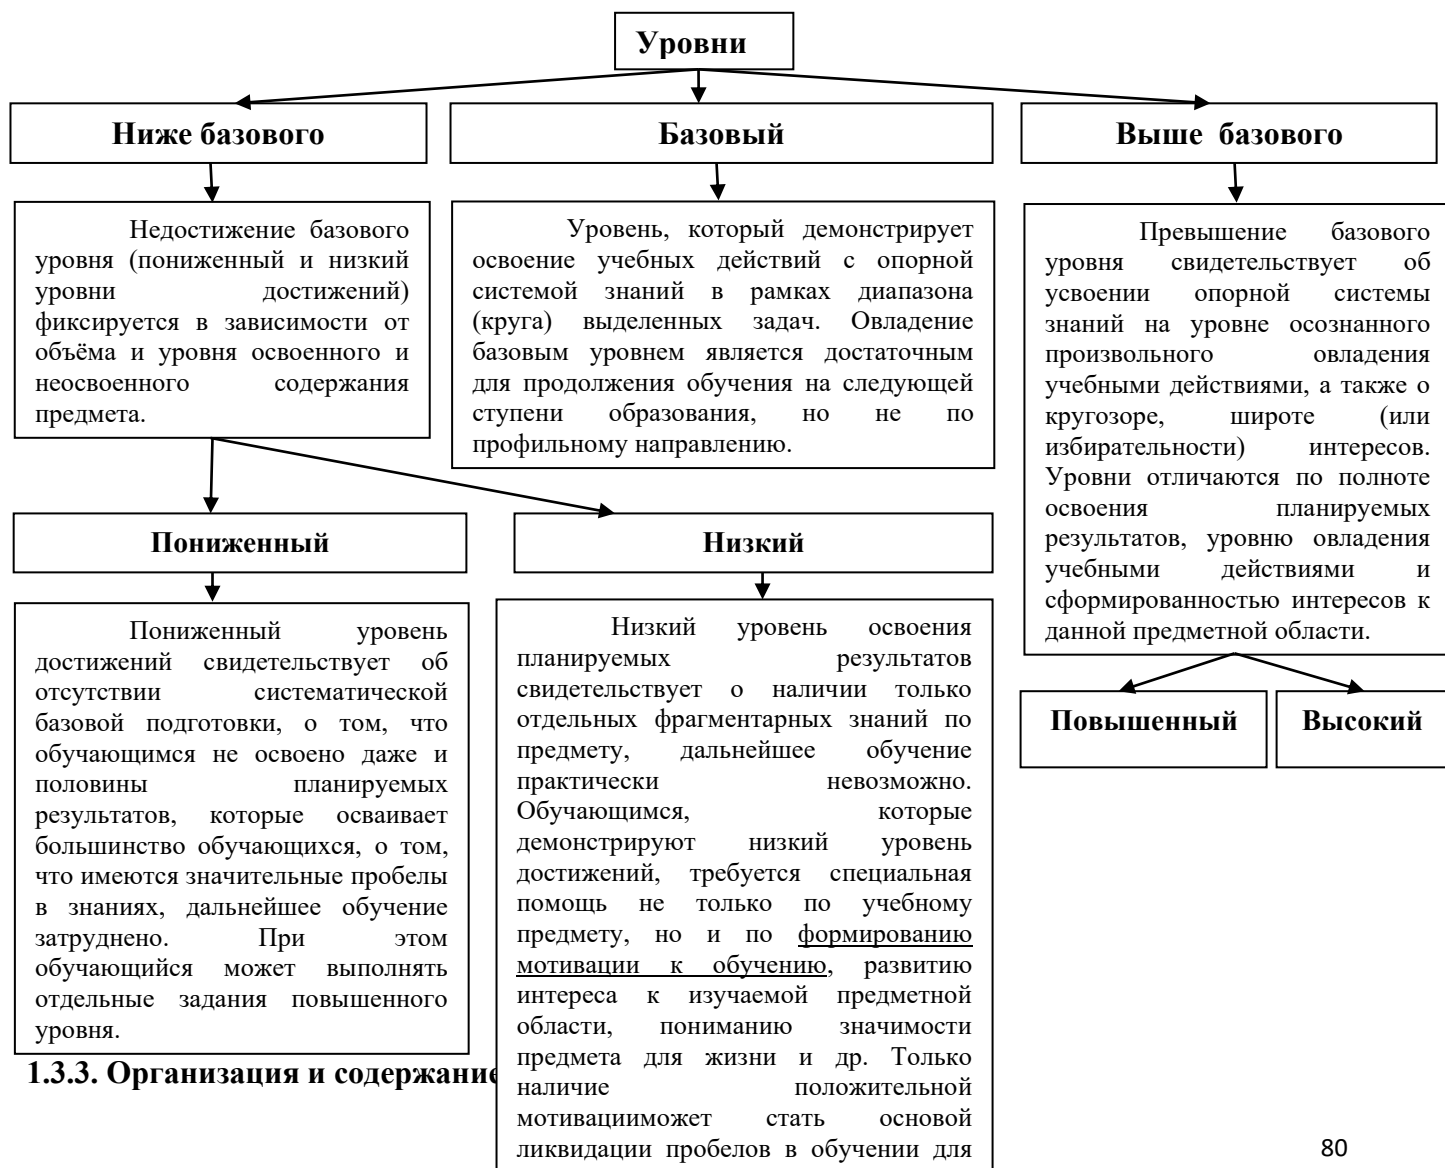 Уровни
Ниже базового
Базовый
Выше базового
Недостижение базового
уровня (пониженный и низкий
уровни достижений)
фиксируется в зависимости от
объёма и уровня освоенного и
неосвоенного содержания
предмета.
Уровень, который демонстрирует
освоение учебных действий с опорной
системой знаний в рамках диапазона
(круга) выделенных задач. Овладение
базовым уровнем является достаточным
для продолжения обучения на следующей
ступени образования, но не по
профильному направлению.
Превышение базового
уровня свидетельствует об
усвоении опорной системы
знаний на уровне осознанного
произвольного овладения
учебными действиями, а также о
кругозоре, широте (или
избирательности) интересов.
Уровни отличаются по полноте
освоения планируемых
результатов, уровню овладения
учебными действиями и
сформированностью интересов к
данной предметной области.
Пониженный
Низкий
Повышенный
Высокий
Пониженный уровень
достижений свидетельствует об
отсутствии систематической
базовой подготовки, о том, что
обучающимся не освоено даже и
половины планируемых
результатов, которые осваивает
большинство обучающихся, о том,
что имеются значительные пробелы
в знаниях, дальнейшее обучение
затруднено. При этом
обучающийся может выполнять
отдельные задания повышенного
уровня.
Низкий уровень освоения
планируемых результатов
свидетельствует о наличии только
отдельных фрагментарных знаний по
предмету, дальнейшее обучение
практически невозможно.
Обучающимся, которые
демонстрируют низкий уровень
достижений, требуется специальная
помощь не только по учебному
предмету, но и по формированию
мотивации к обучению, развитию
интереса к изучаемой предметной
области, пониманию значимости
предмета для жизни и др. Только
наличие положительной
мотивацииможет стать основой
ликвидации пробелов в обучении для
1.3.3. Организация и содержание
80